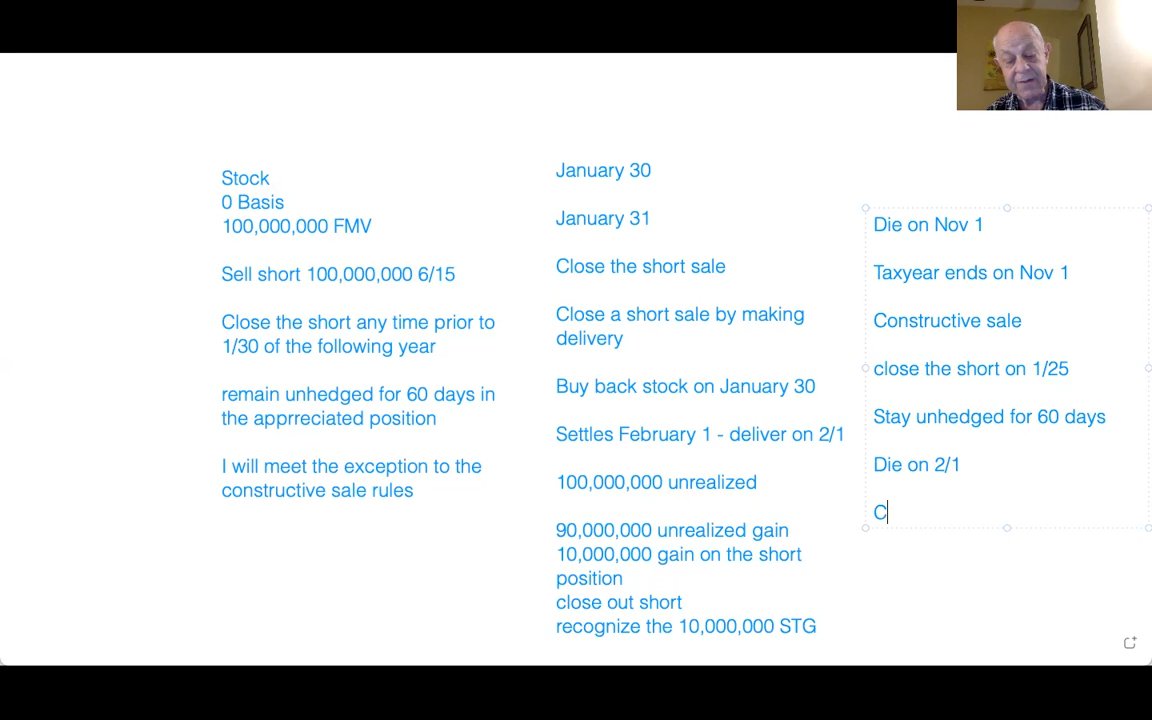 Stock
0 Basis
100,000,000 FMV
Sell short 100,000,000 6/15
Close the short any time prior to
1/30 of the following year
remain unhedged for 60 days in
the apprreciated position
I will meet the exception to the
constructive sale rules
January 30
January 31
Close the short sale
Close a short sale by making
delivery
Buy back stock on January 30
Settles February 1 - deliver on 2/1
100,000,000 unrealized
90,000,000 unrealized gain
10,000,000 gain on the short
position
close out short
recognize the 10,000,000 STG
Die on Nov 1
Taxyear ends on Nov 1
Constructive sale
close the short on 1/25
Stay unhedged for 60 days
Die on 2/1
C